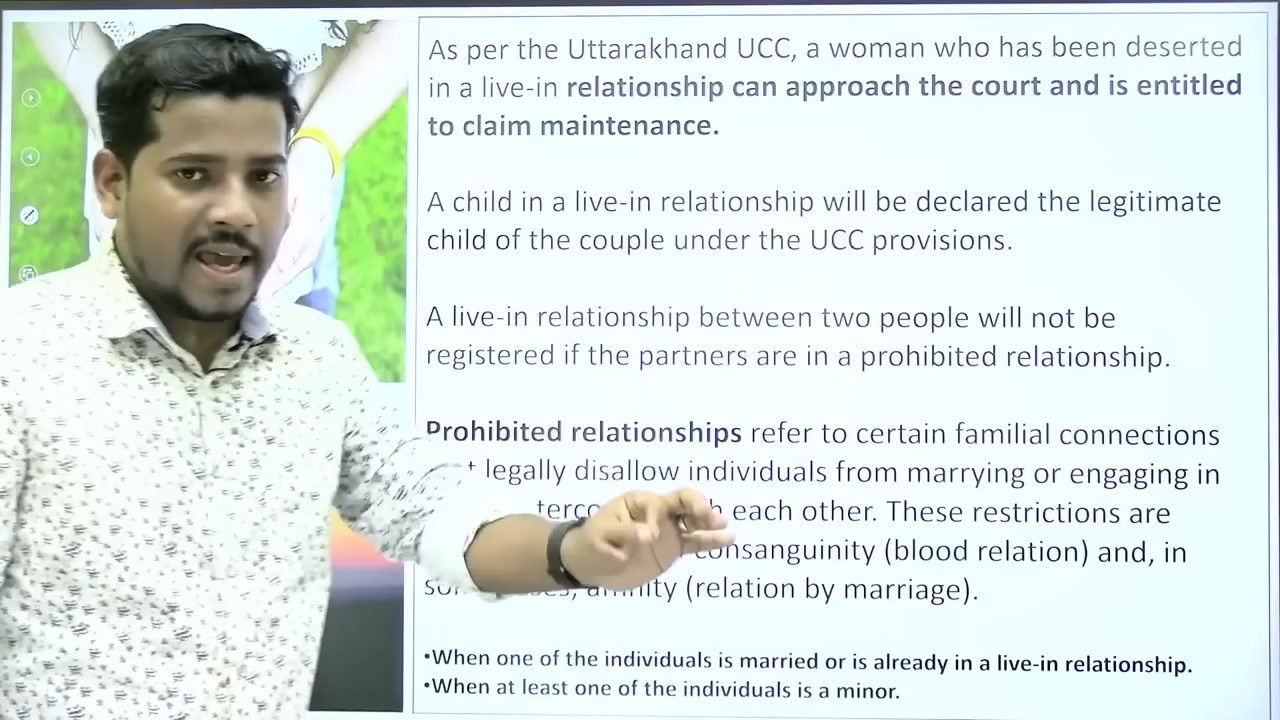 As per the Uttarakhand UCC, a woman who has been deserted
in a live-in relationship can approach the court and is entitled
to claim maintenance.
A child in a live-in relationship will be declared the legitimate
child of the couple under the UCC provisions.
A live-in relationship between two people will not be
registered if the partners are in a prohibited relationship.
Prohibited relationships refer to certain familial connections
legally disallow individuals from marrying or engaging in
each other. These restrictions are
consanguinity (blood relation) and, in
(relation by marriage).
•When one of the individuals is married or is already in a live-in relationship.
•When at least one of the individuals is a minor.